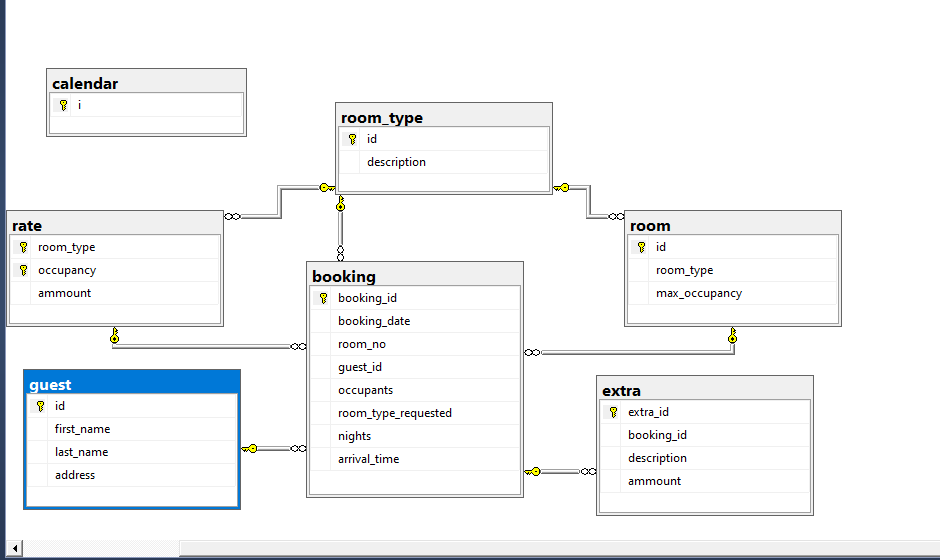 calendar
i
room_type
id
description
rate
room_type
occupancy
ammount
room
id
room_type
max_occupancy
booking
booking_id
booking_date
room_no
guest_id
occupants
room_type_requested
nights
arrival_time
guest
id
first_name
last_name
address
extra
extra_id
booking_id
description
ammount